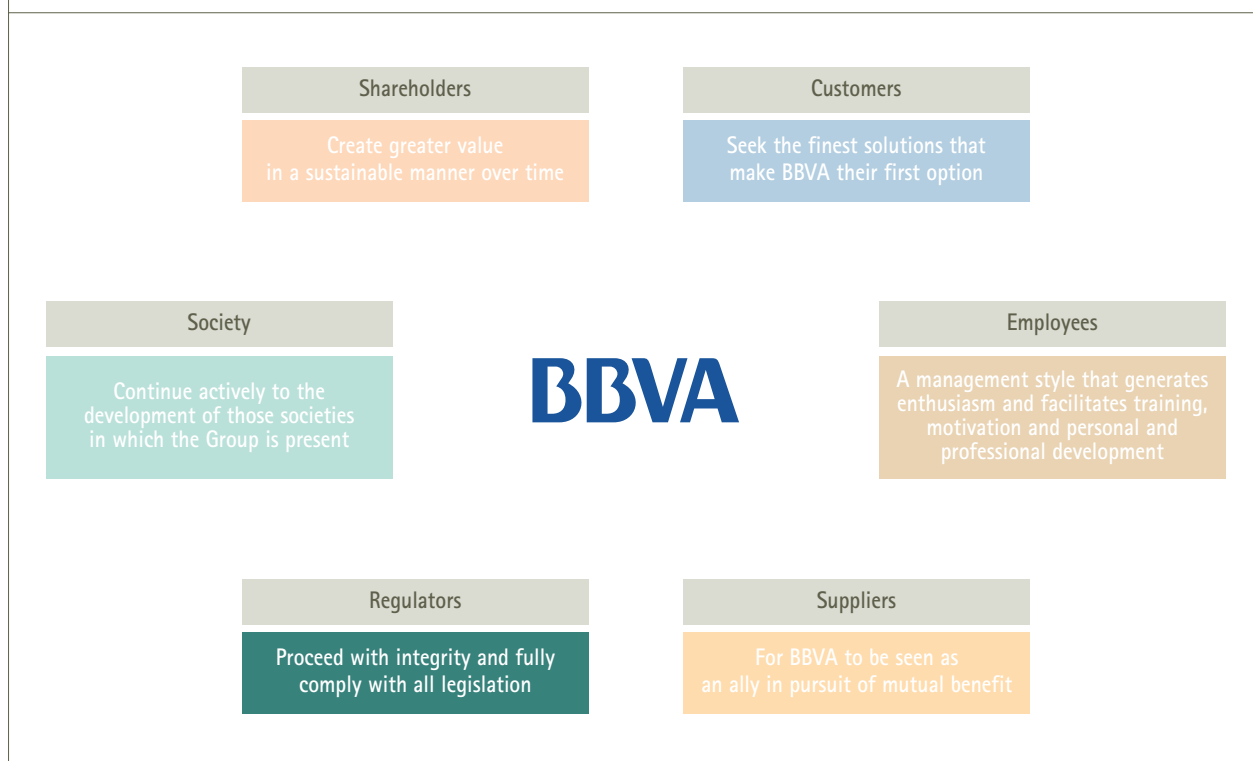 Shareholders
Create greater value
in a sustainable manner over time
Customers
Seek the finest solutions that
make BBVA their first option
Society
Continue actively to the
development of those societies
in which the Group is present
BBVA
Employees
A management style that generates
enthusiasm and facilitates training,
motivation and personal and
professional development
Regulators
Proceed with integrity and fully
comply with all legislation
Suppliers
For BBVA to be seen as
an ally in pursuit of mutual benefit